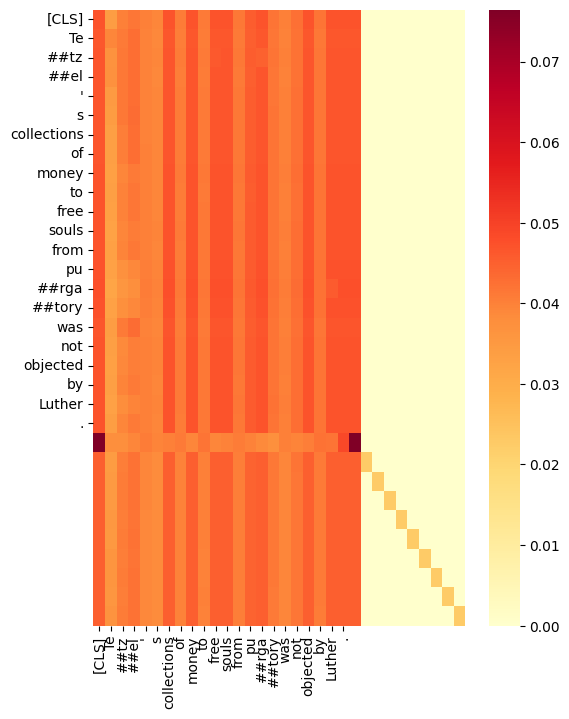 [CLS]
Te
##tz
##el
'
s
collections
of
money
to
free
souls
from
pu
##rga
##tory
was
not
objected
by
Luther
.
[CLS]
Te
##tz
##el
'
s
collections
of
money
to
free
souls
from
pu
##rga
##tory
was
not
objected
by
Luther
.
0.07
0.06
0.05
0.04
0.03
0.02
0.01
0.00